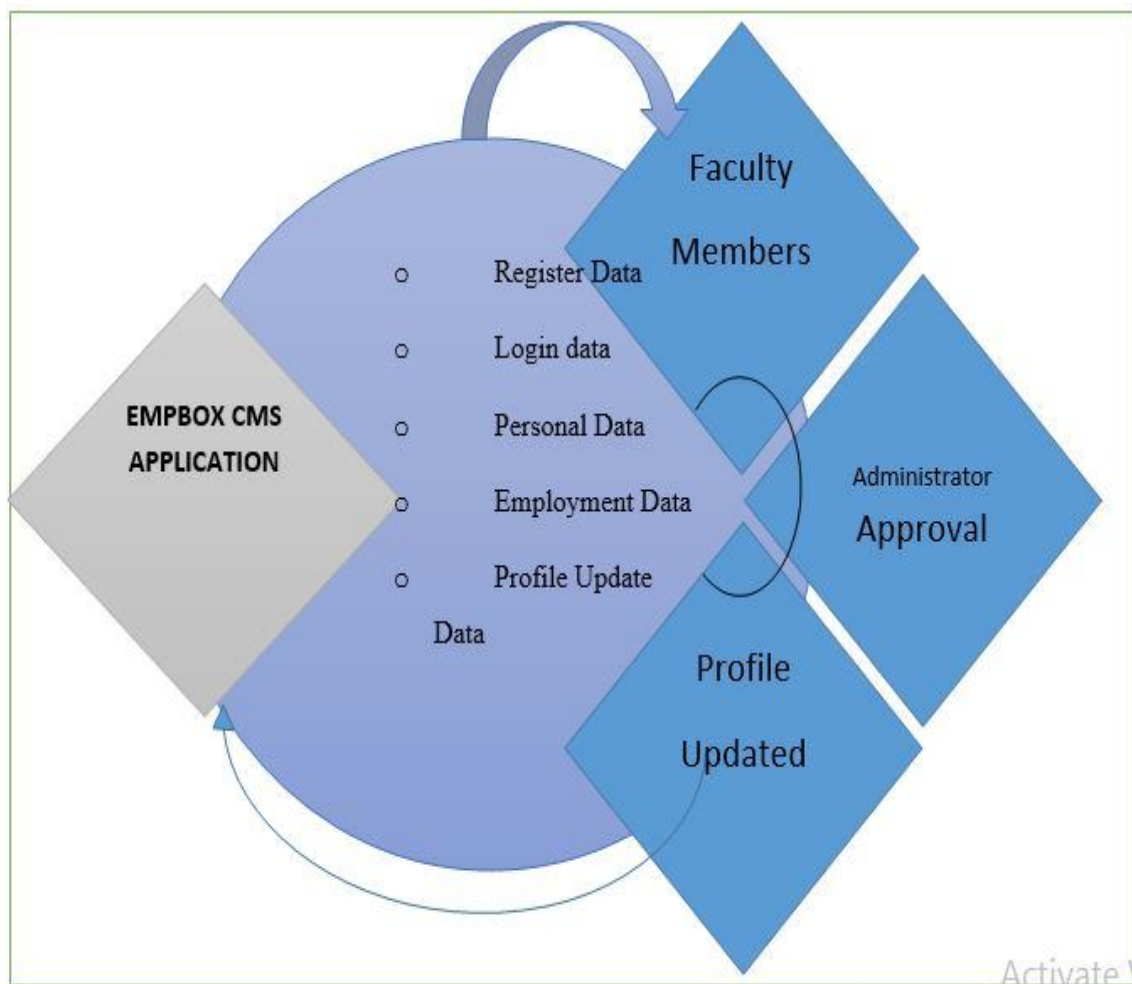 Faculty
Members
o Register Data
o Login data
o Personal Data
o Employment Data
o Profile Update
Data
EMPBOX CMS
APPLICATION
Administrator
Approval
Profile
Updated
Activate